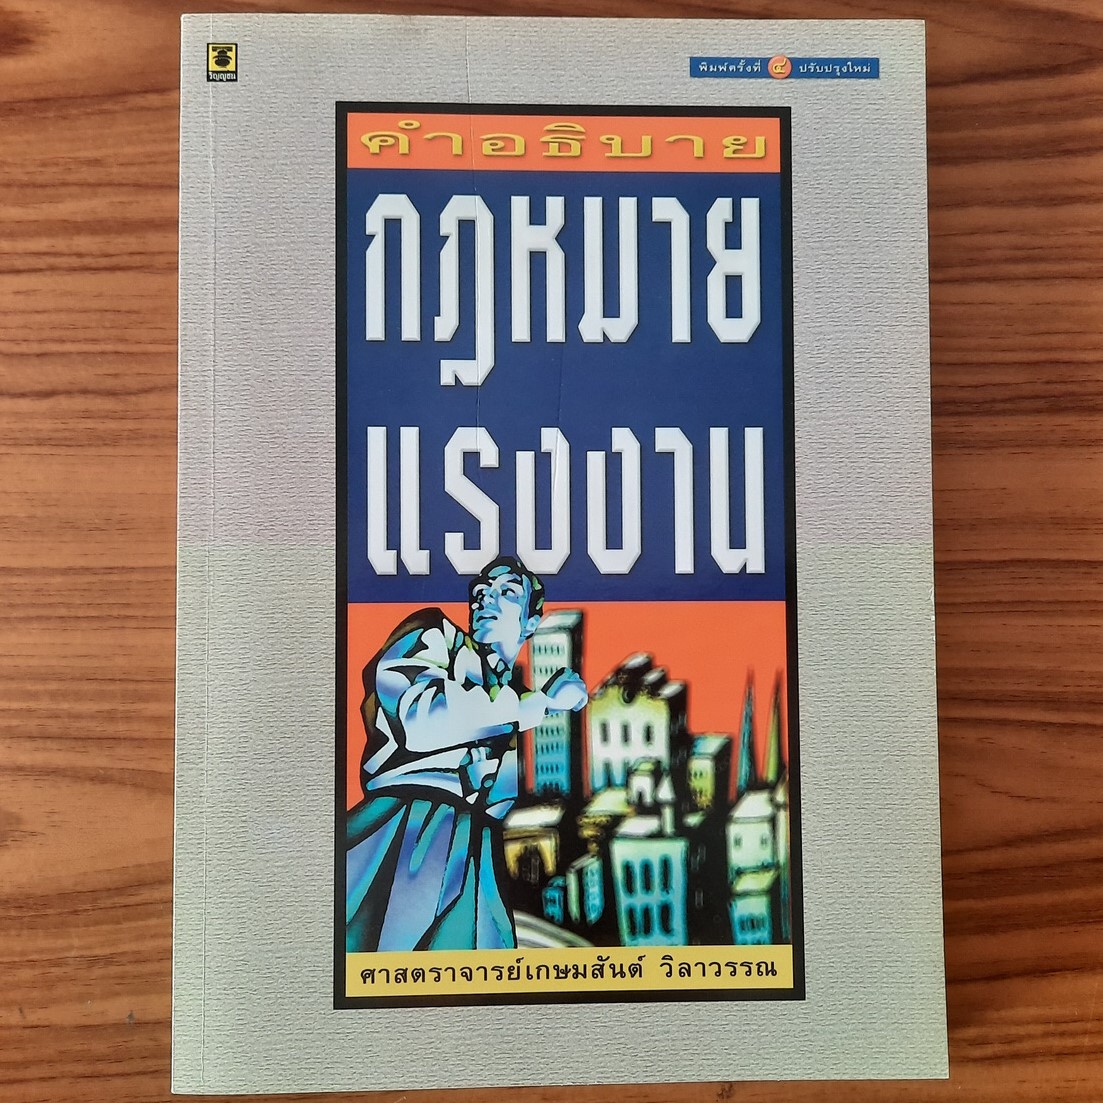 วิญญูชน
พิมพ์ครั้งที่ ๔ ปรับปรุงใหม่
คำอธิบาย
กฎหมาย
แรงงาน
ศาสตราจารย์เกษมสันต์ วิลาวรรณ